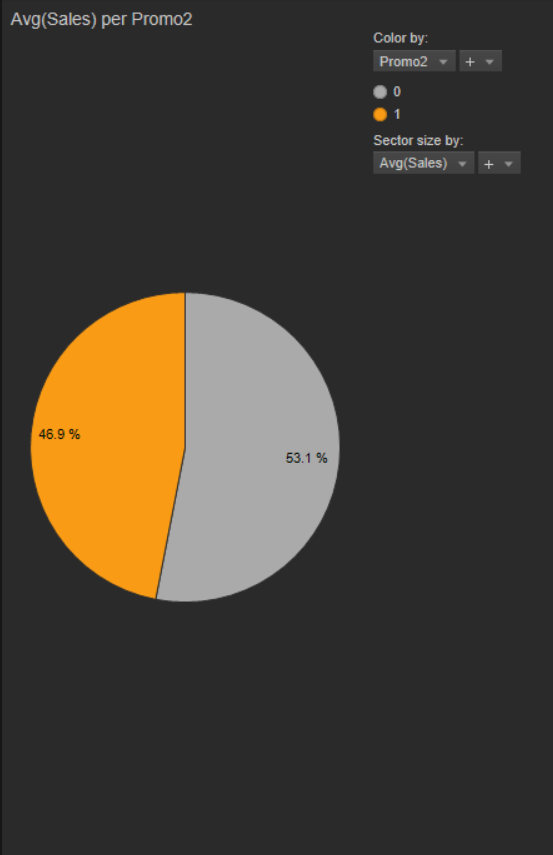 Avg(Sales) per Promo2
Color by:
Promo2 +
0
1
Sector size by:
Avg(Sales) +
46.9 %
53.1 %